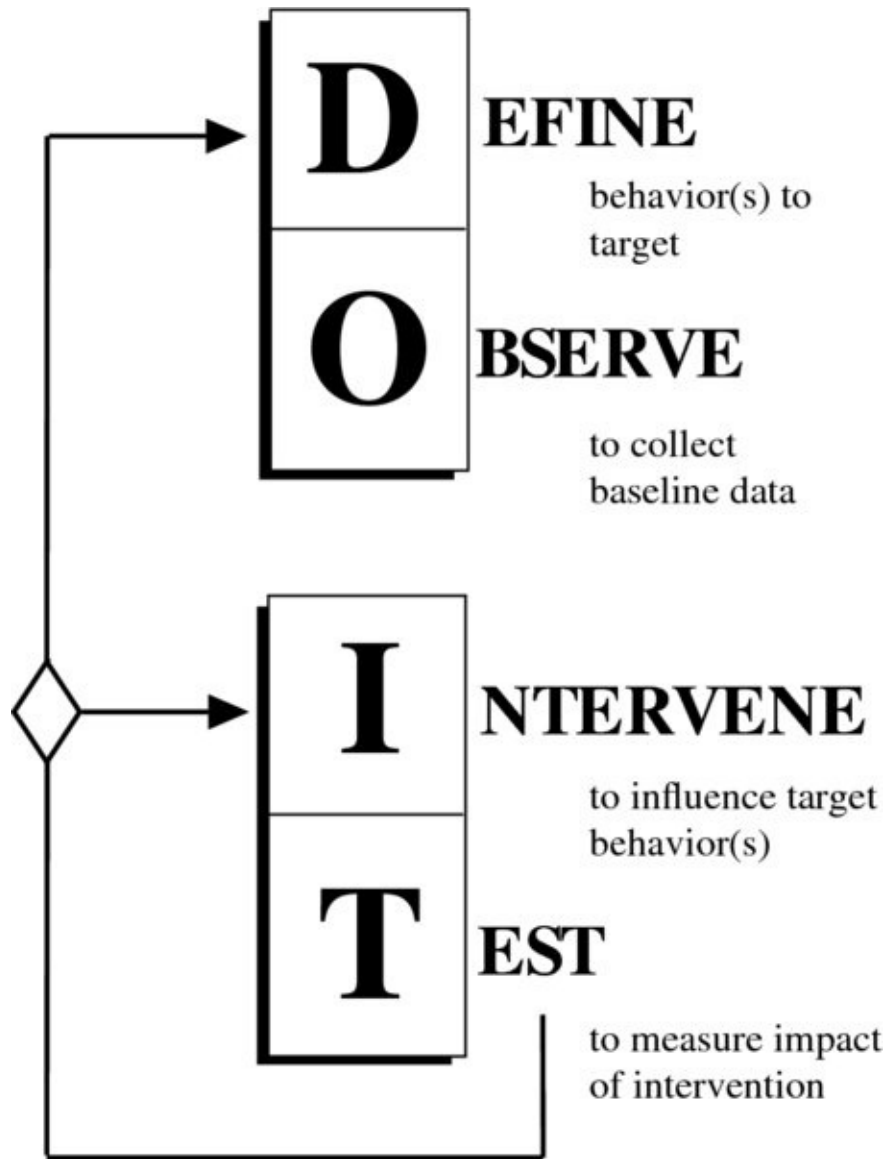 DEFINE
behavior(s) to
target
OBSERVE
to collect
baseline data
INTERVENE
to influence target
behavior(s)
TEST
to measure impact
of intervention